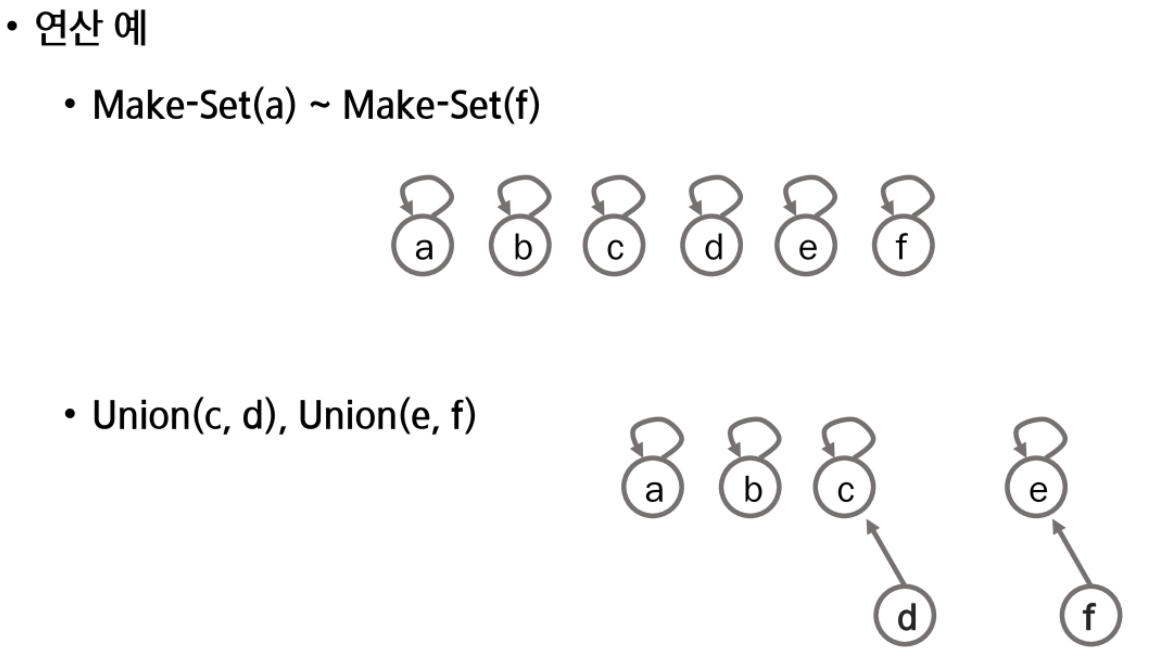 • 연산 예
• Make-Set(a) ~ Make-Set(f)
a b c d e f
• Union(c, d), Union(e, f)
a b c e
d f